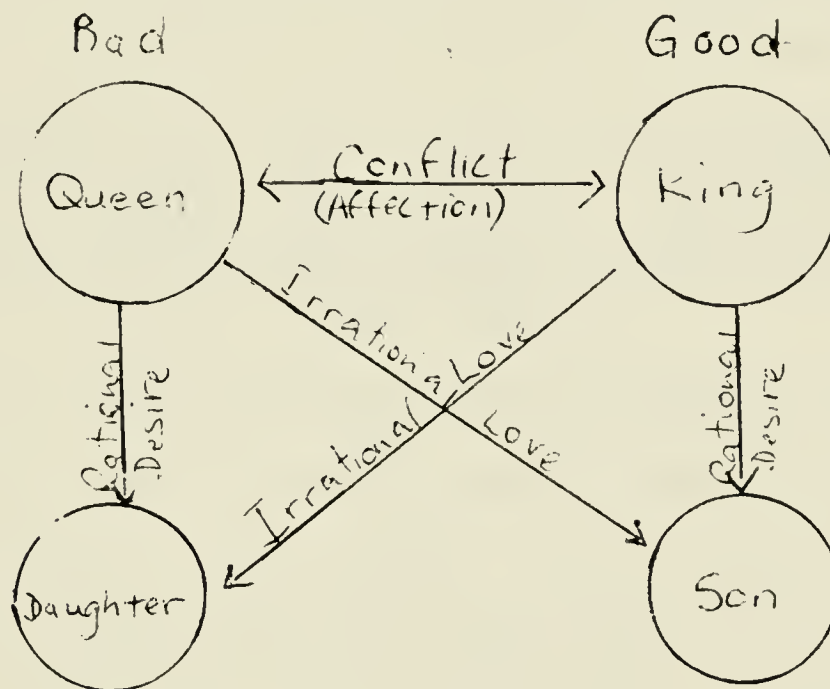 Bad
Good
Queen
Conflict
(Affection)
King
Irrational Love
Irrational Love
Rational
Desire
Rational
Desire
Daughter
Son